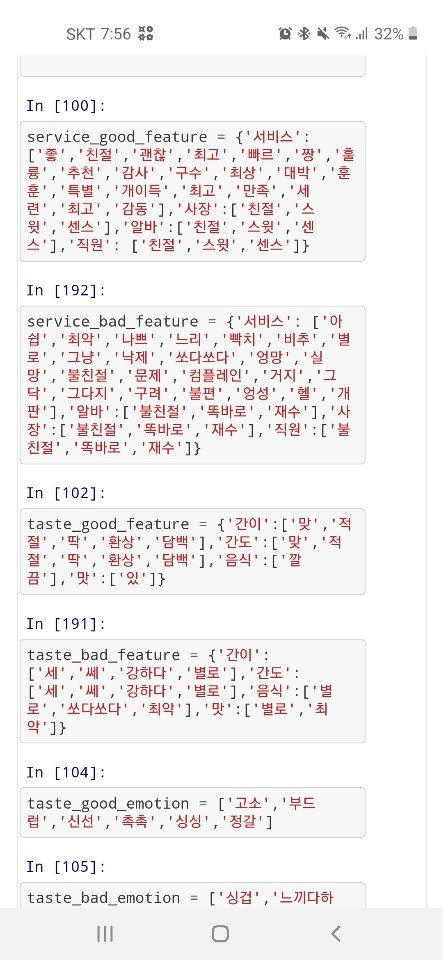 SKT 7:56
32%
In [100]:
service_good_feature = {'서비스':
['좋','친절','괜찮','최고','빠르','짱','훌
륭','추천','감사','구수','최상','대박','훈
훈','특별','개이득','최고','만족','세
련','최고','감동'],'사장':['친절','스
윗','센스'],'알바':['친절','스윗','센
스'],'직원': ['친절','스윗','센스']}
In [192]:
service_bad_feature = {'서비스': ['아
쉽','최악','나쁘','느리','빡치','비추','별
로','그냥','낙제','쏘다쏘다','엉망','실
망','불친절','문제','컴플레인','거지','그
닥','그다지','구려','불편','엉성','헬','개
판'],'알바':['불친절','똑바로','재수'],'사
장':['불친절','똑바로','재수'],'직원':['불
친절','똑바로','재수']}
In [102]:
taste_good_feature = {'간이':['맞','적
절','딱','환상','담백'],'간도':['맞','적
절','딱','환상','담백'],'음식':['깔
끔'],'맛':['있']}
In [191]:
taste_bad_feature = {'간이':
['세','쎄','강하다','별로'],'간도':
['세','쎄','강하다','별로'],'음식':['별
로','쏘다쏘다','최악'],'맛':['별로','최
악']}
In [104]:
taste_good_emotion = ['고소','부드
럽','신선','촉촉','싱싱','정갈']
In [105]:
taste_bad_emotion = ['싱겁','느끼다하